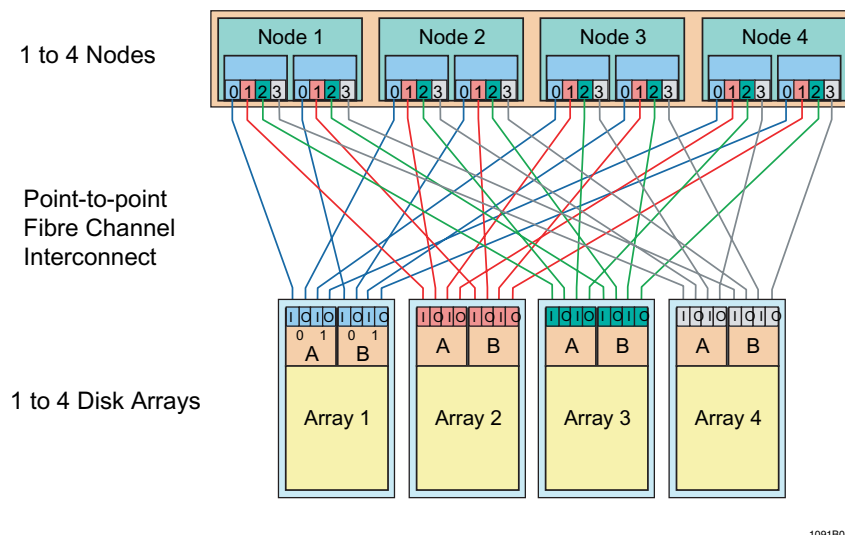 Node 1 Node 2 Node 3 Node 4
1 to 4 Nodes
0 1 2 3 0 1 2 3 0 1 2 3 0 1 2 3 0 1 2 3 0 1 2 3 0 1 2 3 0 1 2 3
Point-to-point
Fibre Channel
Interconnect
I O I O I O I O I O I O I O I O I O I O I O I O I O I O I O I O
0 1 0 1
A B A B A B A B
1 to 4 Disk Arrays
Array 1 Array 2 Array 3 Array 4